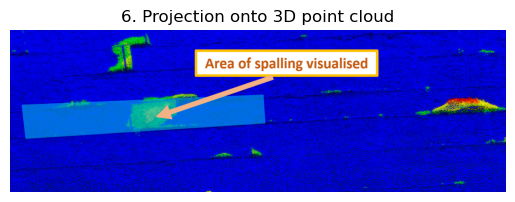 6. Projection onto 3D point cloud
Area of spalling visualised